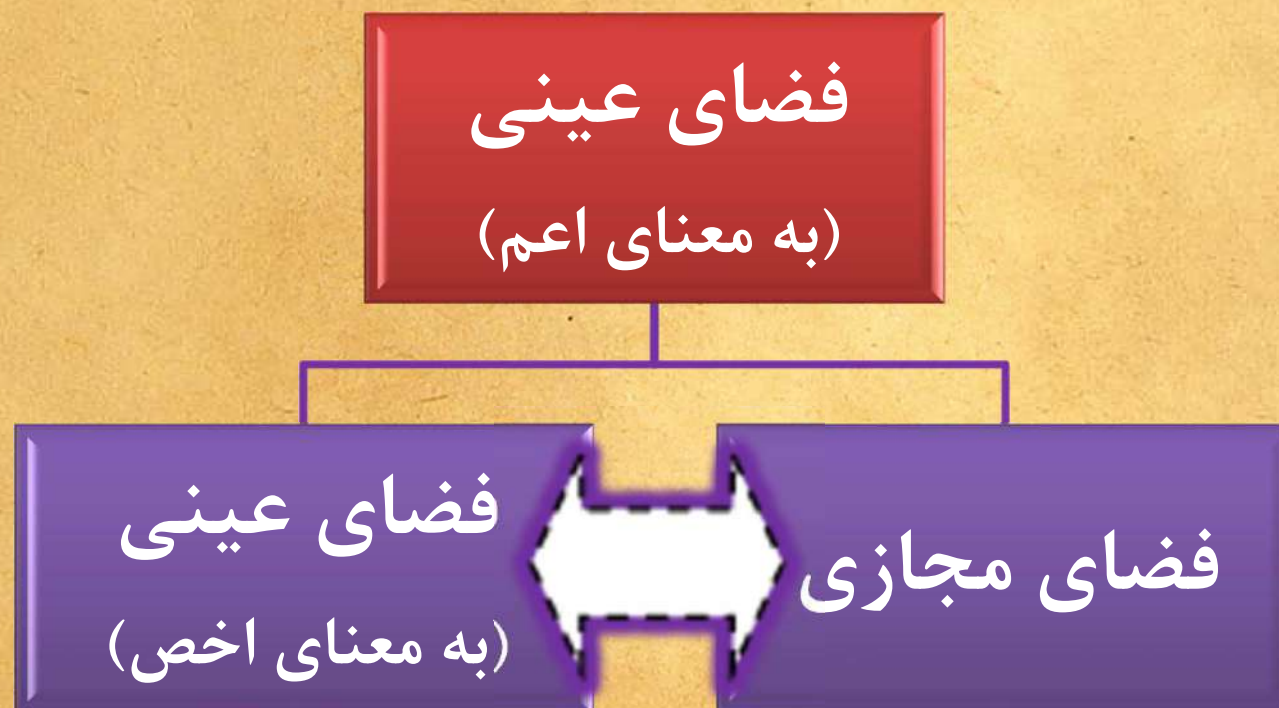 فضای عینی
(به معنای اعم)
فضای مجازی
فضای عینی
(به معنای اخص)